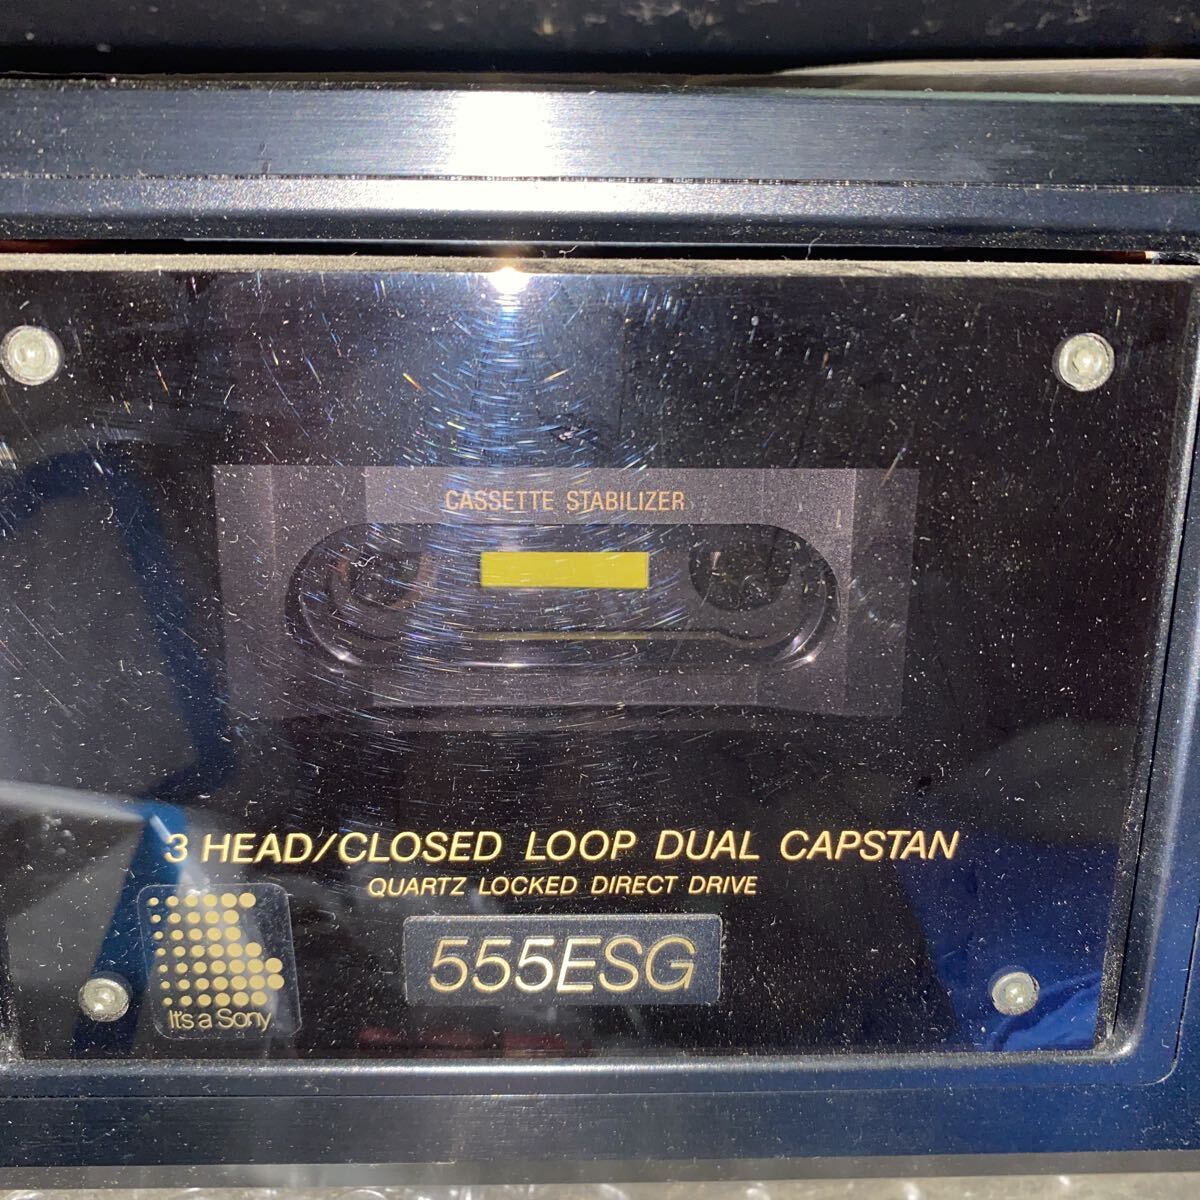 CASSETTE STABILIZER
3 HEAD/CLOSED LOOP DUAL CAPSTAN
QUARTZ LOCKED DIRECT DRIVE
555ESG
It's a Sony